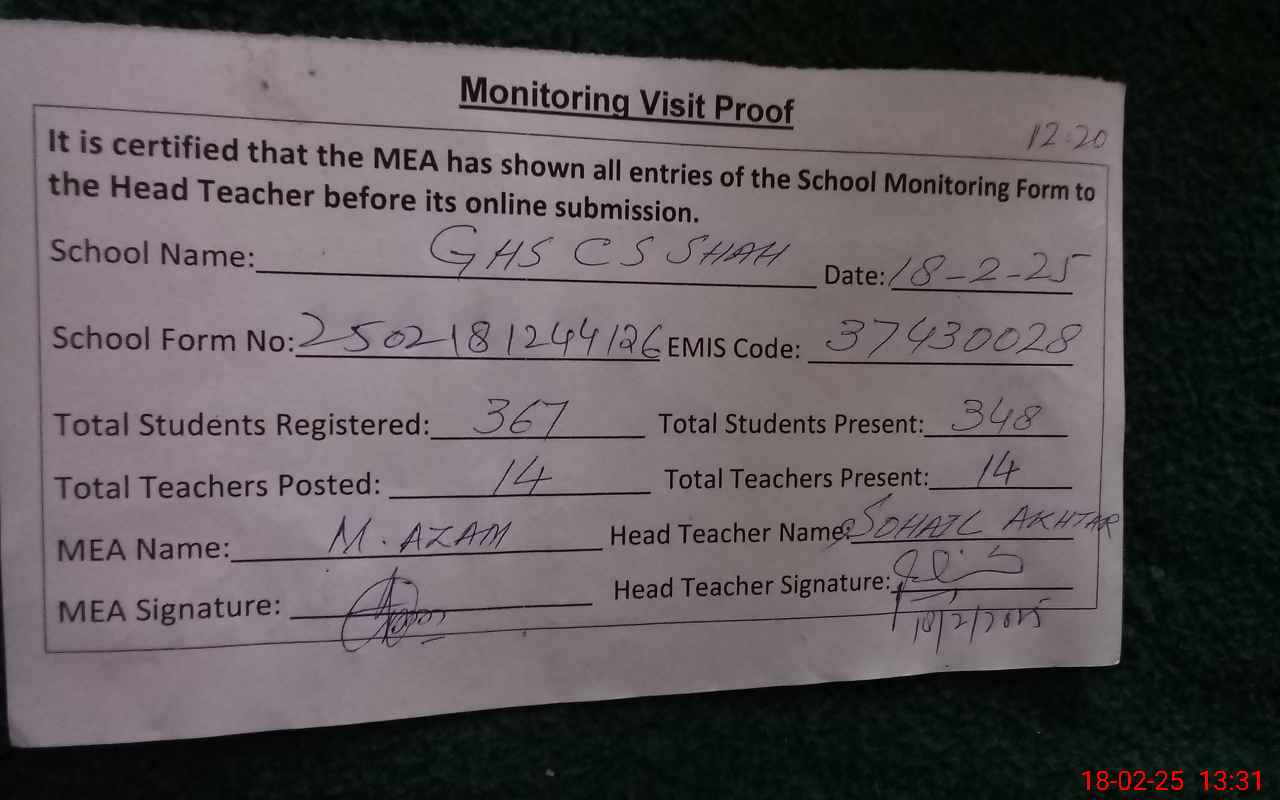 Monitoring Visit Proof
12:20
It is certified that the MEA has shown all entries of the School Monitoring Form to
the Head Teacher before its online submission.
School Name: GHS CS SHAH Date: 18-2-25
School Form No: 2502181244126 EMIS Code: 37430028
Total Students Registered: 367 Total Students Present: 348
Total Teachers Posted: 14 Total Teachers Present: 14
MEA Name: M. AZAM Head Teacher Name: SOHAIL AKHTAR
MEA Signature: Head Teacher Signature:
18/2/2025
18-02-25 13:31